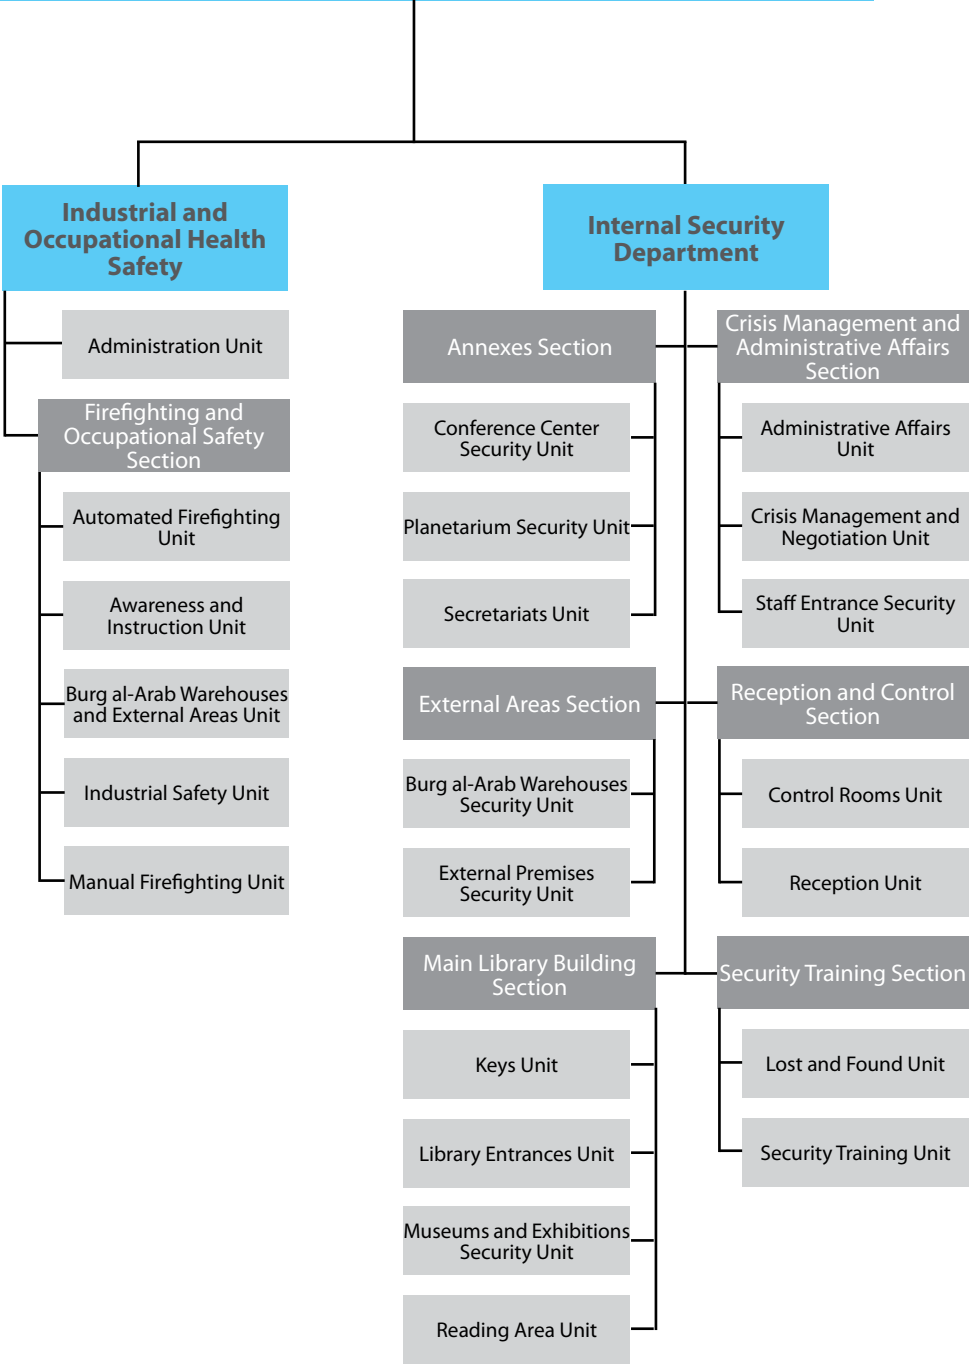 Industrial and
Occupational Health
Safety
Administration Unit
Firefighting and
Occupational Safety
Section
Automated Firefighting
Unit
Awareness and
Instruction Unit
Burg al-Arab Warehouses
and External Areas Unit
Industrial Safety Unit
Manual Firefighting Unit
Internal Security
Department
Annexes Section
Conference Center
Security Unit
Planetarium Security Unit
Secretariats Unit
External Areas Section
Burg al-Arab Warehouses
Security Unit
External Premises
Security Unit
Main Library Building
Section
Keys Unit
Library Entrances Unit
Museums and Exhibitions
Security Unit
Reading Area Unit
Crisis Management and
Administrative Affairs
Section
Administrative Affairs
Unit
Crisis Management and
Negotiation Unit
Staff Entrance Security
Unit
Reception and Control
Section
Control Rooms Unit
Reception Unit
Security Training Section
Lost and Found Unit
Security Training Unit